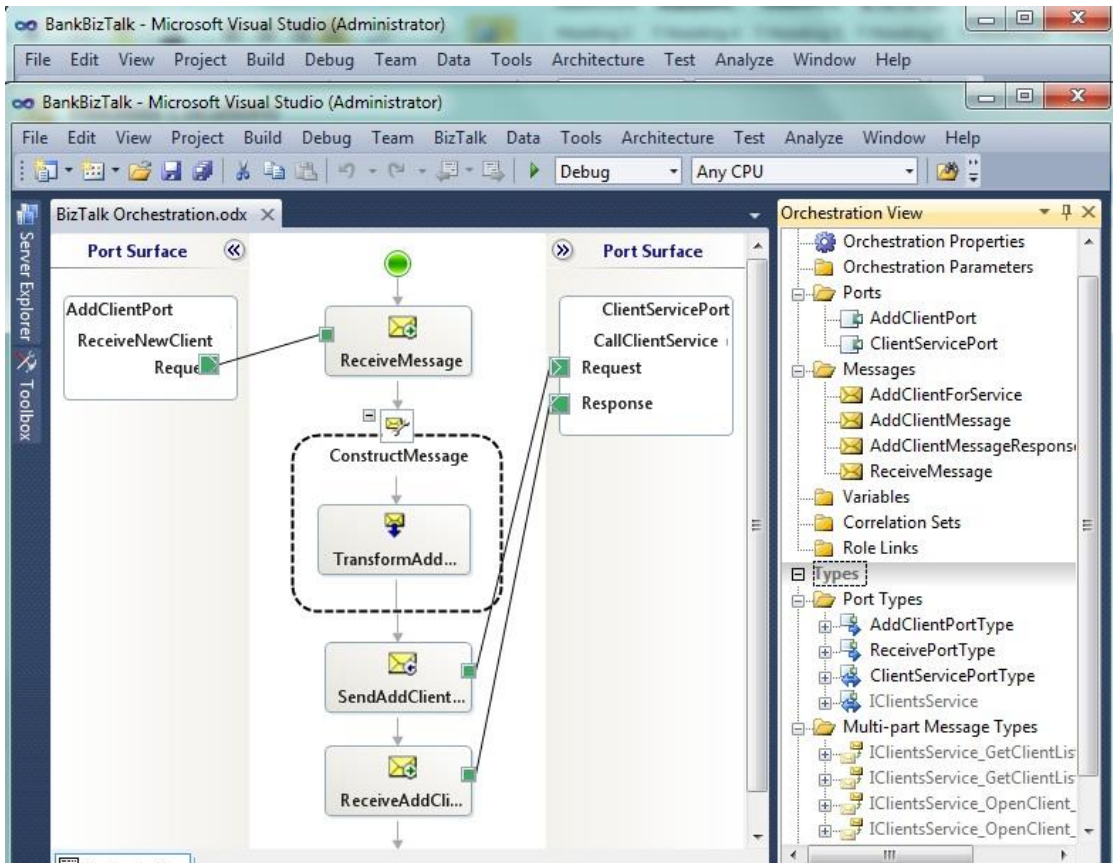 BankBizTalk - Microsoft Visual Studio (Administrator)
File Edit View Project Build Debug Team Data Tools Architecture Test Analyze Window Help
BankBizTalk - Microsoft Visual Studio (Administrator)
File Edit View Project Build Debug Team BizTalk Data Tools Architecture Test Analyze Window Help
Debug Any CPU
Server Explorer
Toolbox
BizTalk Orchestration.odx
Port Surface
AddClientPort
ReceiveNewClient
Reque
ReceiveMessage
ConstructMessage
TransformAdd...
SendAddClient...
ReceiveAddCli...
Port Surface
ClientServicePort
CallClientService
Request
Response
Orchestration View
Orchestration Properties
Orchestration Parameters
Ports
AddClientPort
ClientServicePort
Messages
AddClientForService
AddClientMessage
AddClientMessageRespons
ReceiveMessage
Variables
Correlation Sets
Role Links
Types
Port Types
AddClientPortType
ReceivePortType
ClientServicePortType
IClientsService
Multi-part Message Types
IClientsService_GetClientLis
IClientsService_GetClientLis
IClientsService_OpenClient_
IClientsService_OpenClient_